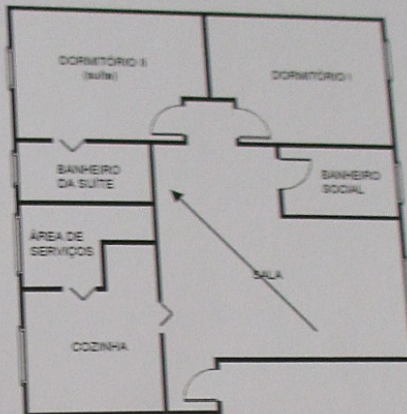 DORMITÓRIO II
(suíte)
DORMITÓRIO I
BANHEIRO
DA SUÍTE
BANHEIRO
SOCIAL
ÁREA DE
SERVIÇOS
SALA
COZINHA